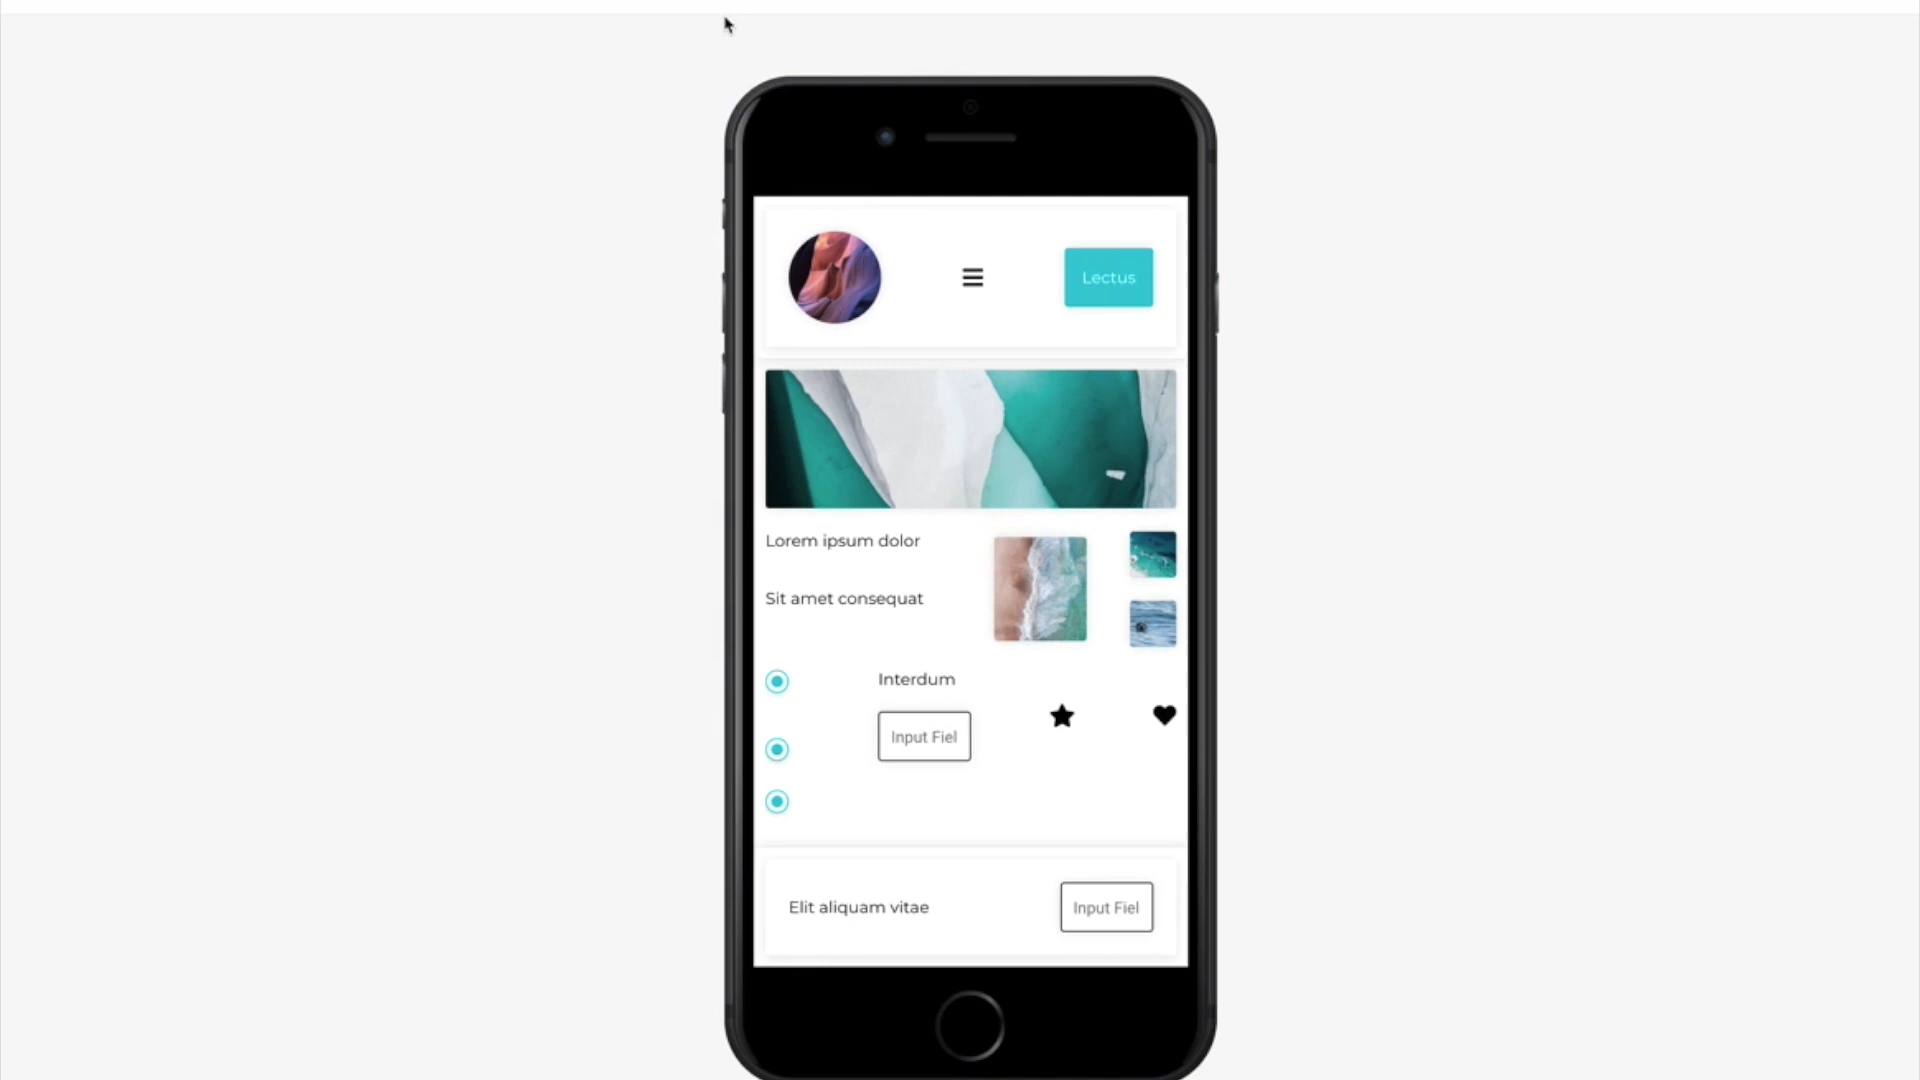 Lectus
Lorem ipsum dolor
Sit amet consequat
Interdum
Input Fiel
Elit aliquam vitae
Input Fiel